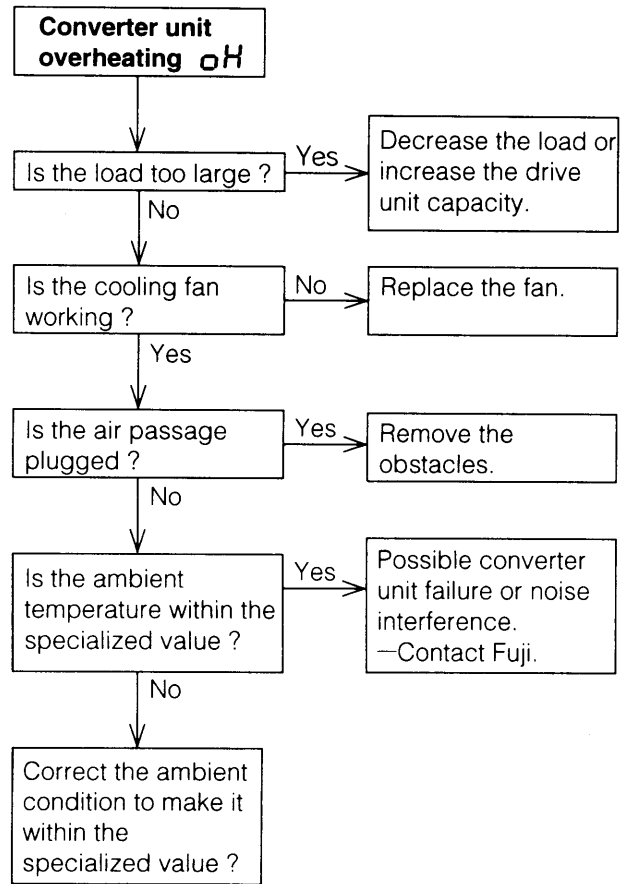 Converter unit
overheating oH
Is the load too large ?
Yes
Decrease the load or
increase the drive
unit capacity.
No
Is the cooling fan
working ?
No
Replace the fan.
Yes
Is the air passage
plugged ?
Yes
Remove the
obstacles.
No
Is the ambient
temperature within the
specialized value ?
Yes
Possible converter
unit failure or noise
interference.
—Contact Fuji.
No
Correct the ambient
condition to make it
within the
specialized value ?